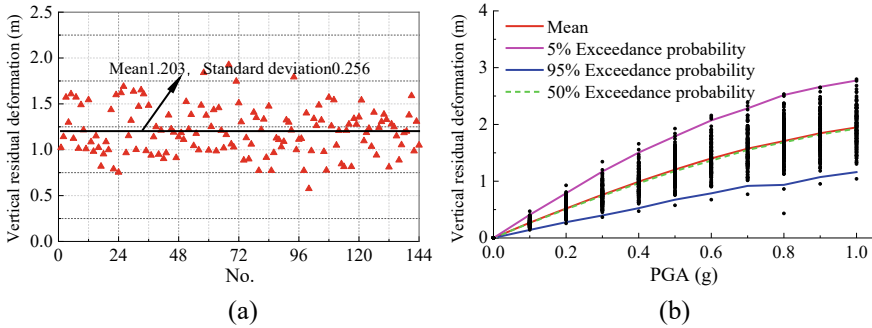 Vertical residual deformation (m)
2.5
2.0
1.5
1.0
0.5
0.0
Mean1.203, Standard deviation0.256
0
24
48
72
96
120
144
No.
(a)
Vertical residual deformation (m)
4
3
2
1
0
Mean
5% Exceedance probability
95% Exceedance probability
50% Exceedance probability
0.0
0.2
0.4
0.6
0.8
1.0
PGA (g)
(b)